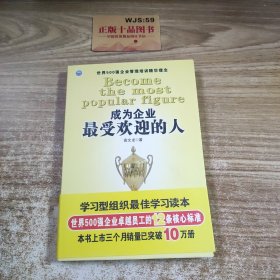 WJS:59
正版十品图书
世界500强企业管理培训精华理念
Become
the most
popular figure
成为企业
最受欢迎的人
学习型组织最佳学习读本
世界500强企业卓越员工的12条核心标准
本书上市三个月销量已突破10万册